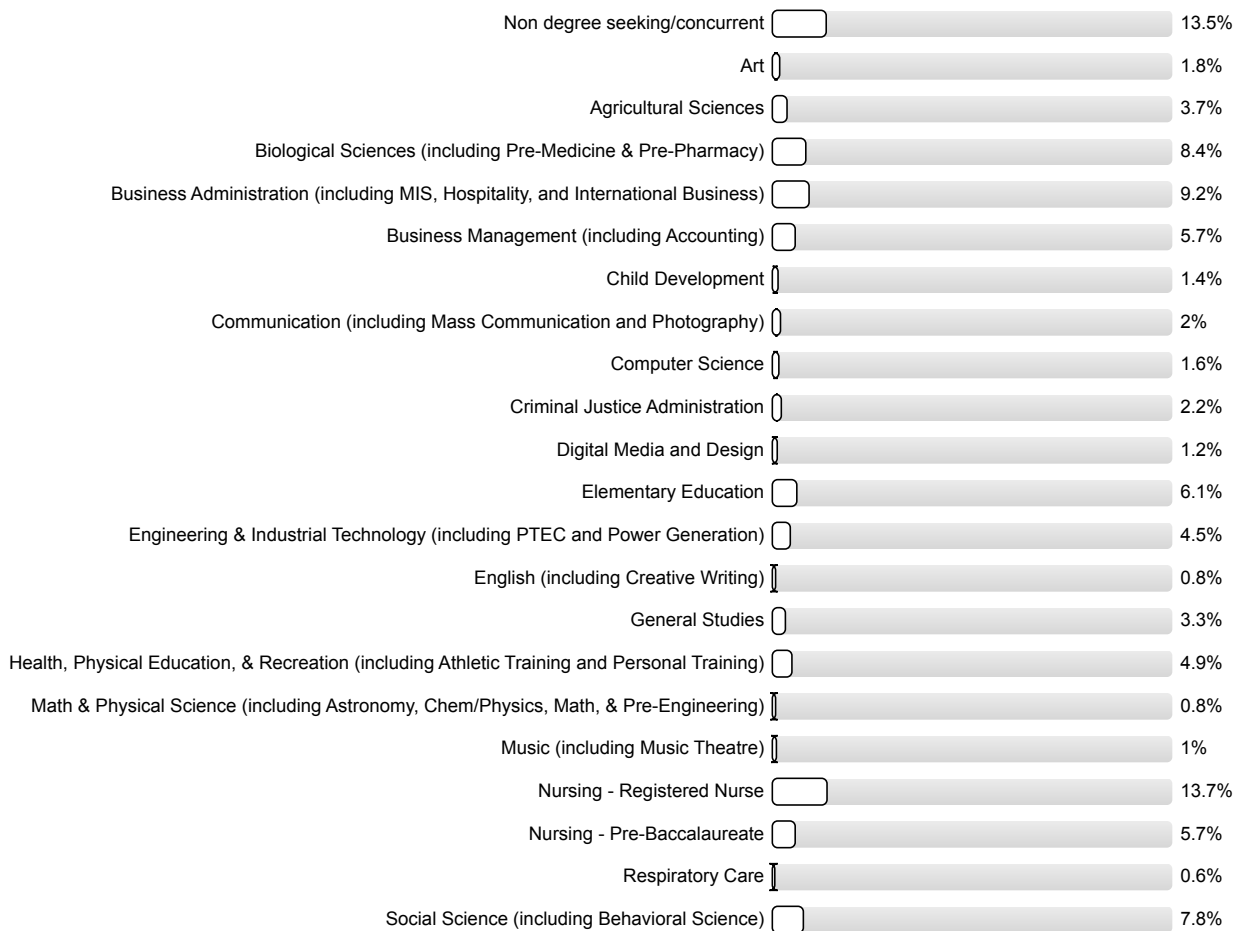 Non degree seeking/concurrent 13.5%
Art 1.8%
Agricultural Sciences 3.7%
Biological Sciences (including Pre-Medicine & Pre-Pharmacy) 8.4%
Business Administration (including MIS, Hospitality, and International Business) 9.2%
Business Management (including Accounting) 5.7%
Child Development 1.4%
Communication (including Mass Communication and Photography) 2%
Computer Science 1.6%
Criminal Justice Administration 2.2%
Digital Media and Design 1.2%
Elementary Education 6.1%
Engineering & Industrial Technology (including PTEC and Power Generation) 4.5%
English (including Creative Writing) 0.8%
General Studies 3.3%
Health, Physical Education, & Recreation (including Athletic Training and Personal Training) 4.9%
Math & Physical Science (including Astronomy, Chem/Physics, Math, & Pre-Engineering) 0.8%
Music (including Music Theatre) 1%
Nursing - Registered Nurse 13.7%
Nursing - Pre-Baccalaureate 5.7%
Respiratory Care 0.6%
Social Science (including Behavioral Science) 7.8%